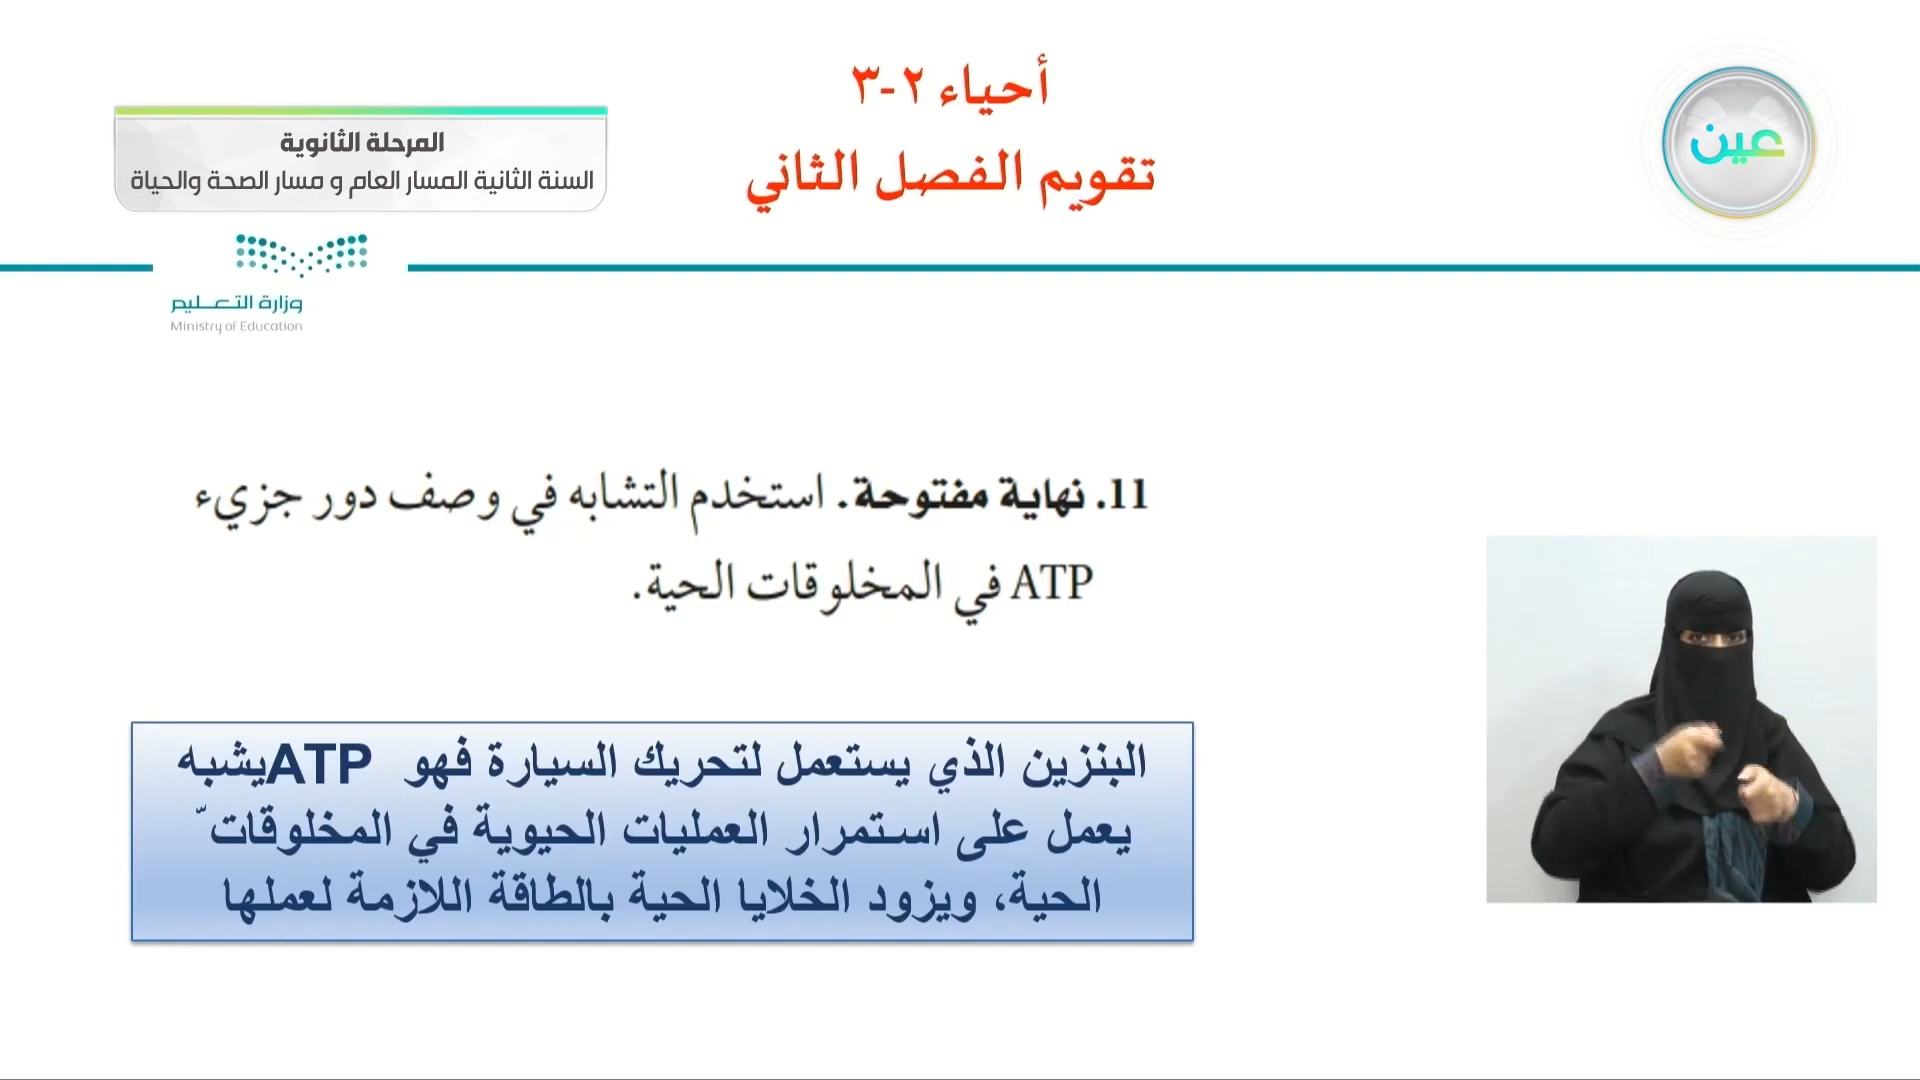 أحياء ٢-٣
تقويم الفصل الثاني
عين
المرحلة الثانوية
السنة الثانية المسار العام و مسار الصحة والحياة
وزارة التعليم
Ministry of Education
11. نهاية مفتوحة. استخدم التشابه في وصف دور جزيء
ATP في المخلوقات الحية.
البنزين الذي يستعمل لتحريك السيارة فهو ATPيشبه
يعمل على استمرار العمليات الحيوية في المخلوقات ّ
الحية، ويزود الخلايا الحية بالطاقة اللازمة لعملها